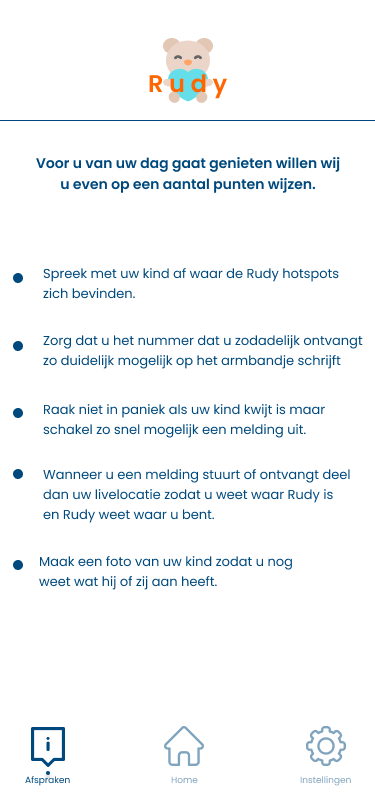 Rudy
Voor u van uw dag gaat genieten willen wij
u even op een aantal punten wijzen.
Spreek met uw kind af waar de Rudy hotspots
zich bevinden.
Zorg dat u het nummer dat u zodadelijk ontvangt
zo duidelijk mogelijk op het armbandje schrijft
Raak niet in paniek als uw kind kwijt is maar
schakel zo snel mogelijk een melding uit.
Wanneer u een melding stuurt of ontvangt deel
dan uw livelocatie zodat u weet waar Rudy is
en Rudy weet waar u bent.
Maak een foto van uw kind zodat u nog
weet wat hij of zij aan heeft.
Afspraken
Home
Instellingen